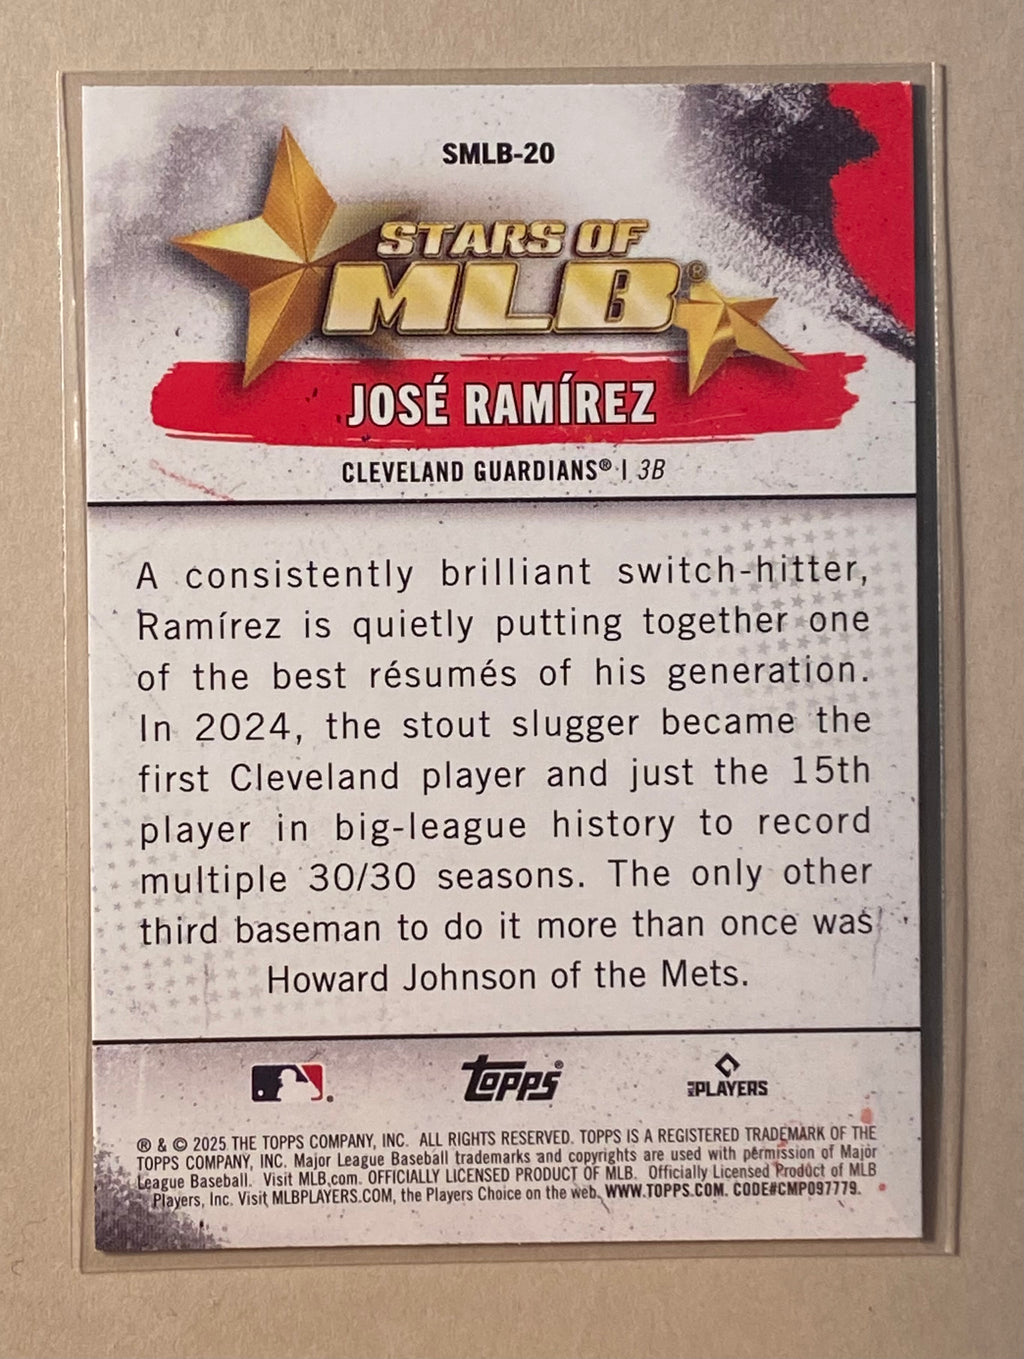 SMLB-20
STARS OF
MLB®
JOSÉ RAMÍREZ
CLEVELAND GUARDIANS® | 3B
A consistently brilliant switch-hitter,
Ramírez is quietly putting together one
of the best résumés of his generation.
In 2024, the stout slugger became the
first Cleveland player and just the 15th
player in big-league history to record
multiple 30/30 seasons. The only other
third baseman to do it more than once was
Howard Johnson of the Mets.
topps®
PLAYERS
® & © 2025 THE TOPPS COMPANY, INC. ALL RIGHTS RESERVED. TOPPS IS A REGISTERED TRADEMARK OF THE
TOPPS COMPANY, INC. Major League Baseball trademarks and copyrights are used with permission of Major
League Baseball. Visit MLB.com. OFFICIALLY LICENSED PRODUCT OF MLB. Officially Licensed Product of MLB
Players, Inc. Visit MLBPLAYERS.COM, the Players Choice on the web. WWW.TOPPS.COM. CODE#CMP097779.